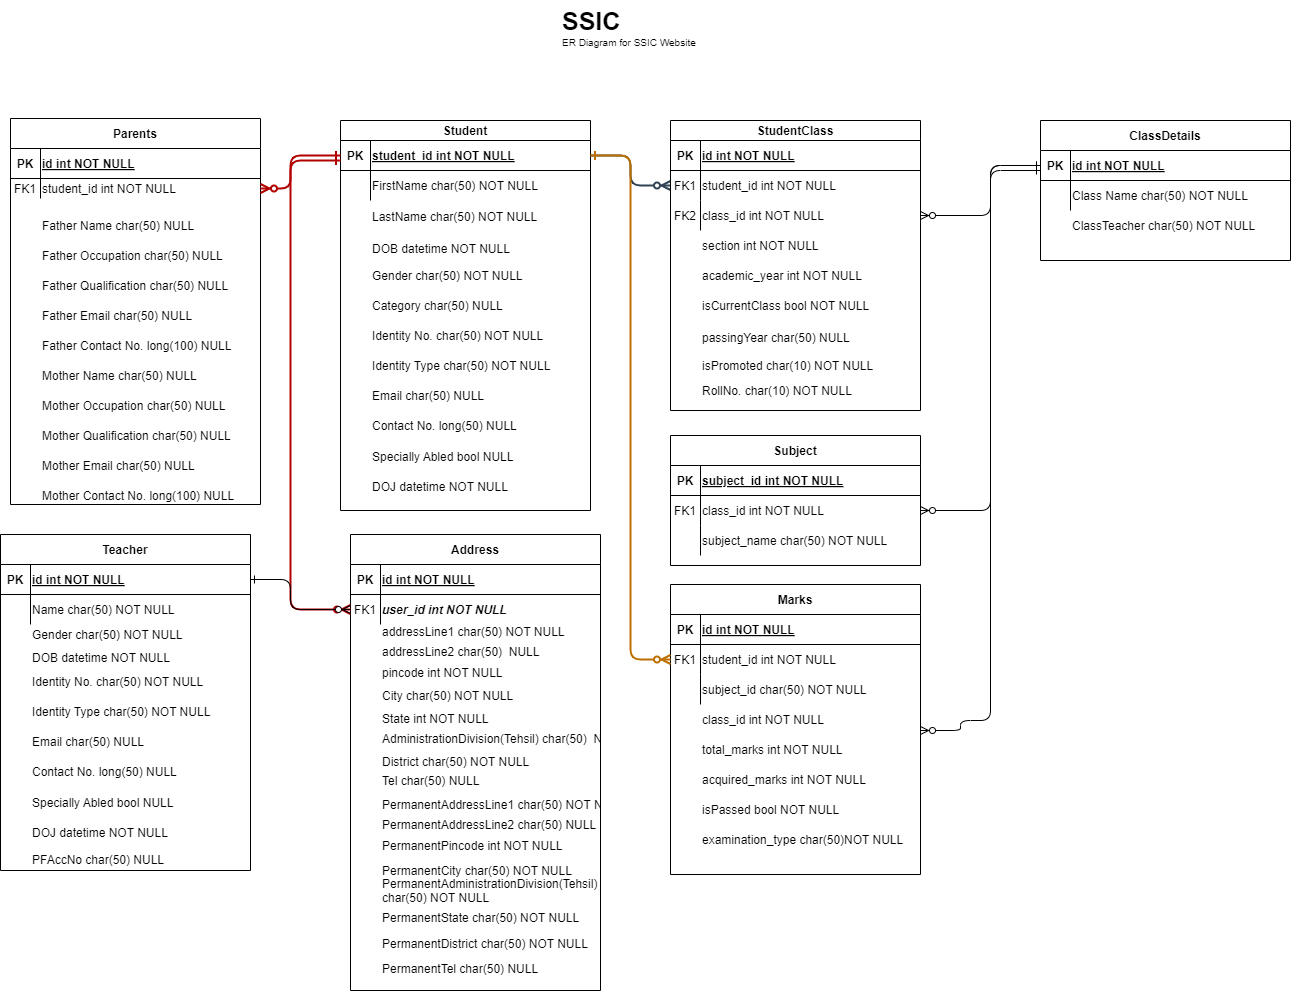 SSIC
ER Diagram for SSIC Website
Parents
PK id int NOT NULL
FK1 student_id int NOT NULL
Father Name char(50) NULL
Father Occupation char(50) NULL
Father Qualification char(50) NULL
Father Email char(50) NULL
Father Contact No. long(100) NULL
Mother Name char(50) NULL
Mother Occupation char(50) NULL
Mother Qualification char(50) NULL
Mother Email char(50) NULL
Mother Contact No. long(100) NULL
Student
PK student_id int NOT NULL
FirstName char(50) NOT NULL
LastName char(50) NOT NULL
DOB datetime NOT NULL
Gender char(50) NOT NULL
Category char(50) NULL
Identity No. char(50) NOT NULL
Identity Type char(50) NOT NULL
Email char(50) NULL
Contact No. long(50) NULL
Specially Abled bool NULL
DOJ datetime NOT NULL
StudentClass
PK id int NOT NULL
FK1 student_id int NOT NULL
FK2 class_id int NOT NULL
section int NOT NULL
academic_year int NOT NULL
isCurrentClass bool NOT NULL
passingYear char(50) NULL
isPromoted char(10) NOT NULL
RollNo. char(10) NOT NULL
ClassDetails
PK id int NOT NULL
Class Name char(50) NOT NULL
ClassTeacher char(50) NOT NULL
Subject
PK subject_id int NOT NULL
FK1 class_id int NOT NULL
subject_name char(50) NOT NULL
Teacher
PK id int NOT NULL
Name char(50) NOT NULL
Gender char(50) NOT NULL
DOB datetime NOT NULL
Identity No. char(50) NOT NULL
Identity Type char(50) NOT NULL
Email char(50) NULL
Contact No. long(50) NULL
Specially Abled bool NULL
DOJ datetime NOT NULL
PFAccNo char(50) NULL
Address
PK id int NOT NULL
FK1 user_id int NOT NULL
addressLine1 char(50) NOT NULL
addressLine2 char(50) NULL
pincode int NOT NULL
City char(50) NOT NULL
State int NOT NULL
AdministrationDivision(Tehsil) char(50) N
District char(50) NOT NULL
Tel char(50) NULL
PermanentAddressLine1 char(50) NOT N
PermanentAddressLine2 char(50) NULL
PermanentPincode int NOT NULL
PermanentCity char(50) NOT NULL
PermanentAdministrationDivision(Tehsil)
char(50) NOT NULL
PermanentState char(50) NOT NULL
PermanentDistrict char(50) NOT NULL
PermanentTel char(50) NULL
Marks
PK id int NOT NULL
FK1 student_id int NOT NULL
subject_id char(50) NOT NULL
class_id int NOT NULL
total_marks int NOT NULL
acquired_marks int NOT NULL
isPassed bool NOT NULL
examination_type char(50)NOT NULL